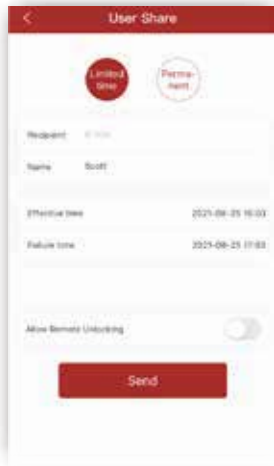 User Share
Limited
time
Perma-
nent
Recipient
Name Scott
Effective time 2021-08-25 16:03
Failure time 2021-08-25 17:03
Allow Remote Unlocking
Send